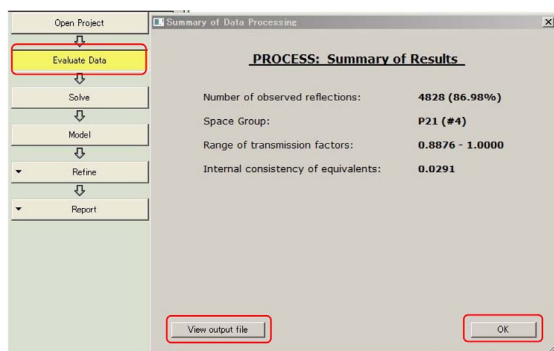 Open Project
Evaluate Data
Solve
Model
Refine
Report
Summary of Data Processing
PROCESS: Summary of Results
Number of observed reflections: 4828 (86.98%)
Space Group: P21 (#4)
Range of transmission factors: 0.8876 - 1.0000
Internal consistency of equivalents: 0.0291
View output file
OK